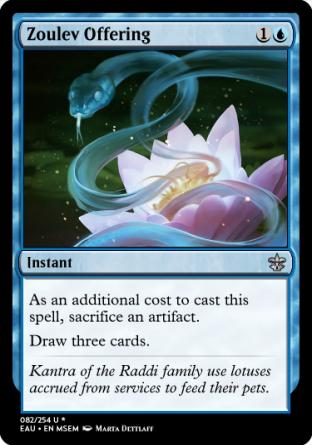 Zoulev Offering 1
Instant
As an additional cost to cast this
spell, sacrifice an artifact.
Draw three cards.
Kantra of the Raddi family use lotuses
accrued from services to feed their pets.
082/254 U *
EAU • EN MSEM Marta Dettlaff